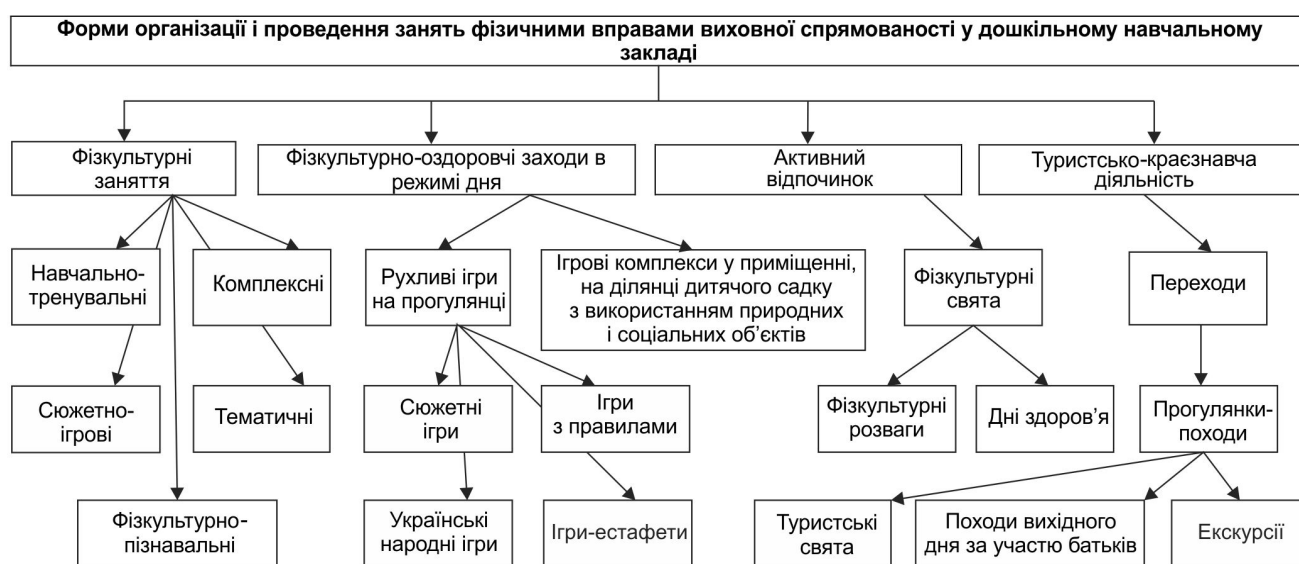 Форми організації і проведення занять фізичними вправами виховної спрямованості у дошкільному навчальному
закладі
Фізкультурні
заняття
Фізкультурно-оздоровчі заходи в
режимі дня
Активний
відпочинок
Туристсько-краєзнавча
діяльність
Навчально-
тренувальні
Комплексні
Рухливі ігри
на прогулянці
Ігрові комплекси у приміщенні,
на ділянці дитячого садку
з використанням природних
і соціальних об’єктів
Фізкультурні
свята
Переходи
Сюжетно-
ігрові
Тематичні
Сюжетні
ігри
Ігри
з правилами
Фізкультурні
розваги
Дні здоров’я
Прогулянки-
походи
Фізкультурно-
пізнавальні
Українські
народні ігри
Ігри-естафети
Туристські
свята
Походи вихідного
дня за участю батьків
Екскурсії